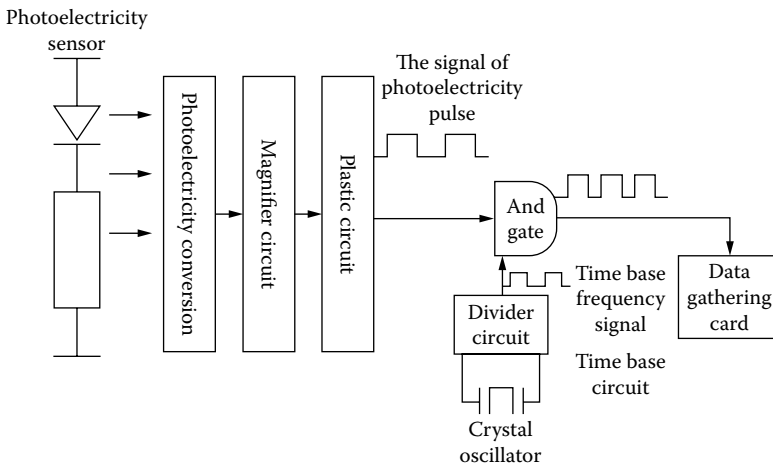 Photoelectricity
sensor
Photoelectricity conversion
Magnifier circuit
Plastic circuit
The signal of
photoelectricity
pulse
And
gate
Time base
frequency
signal
Data
gathering
card
Divider
circuit
Time base
circuit
Crystal
oscillator